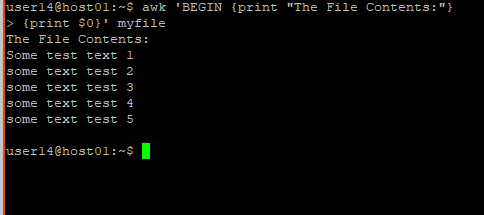 user14@host01:~$ awk 'BEGIN {print "The File Contents:"}
> {print $0}' myfile
The File Contents:
Some test text 1
some text test 2
some text test 3
some text test 4
some text test 5
user14@host01:~$